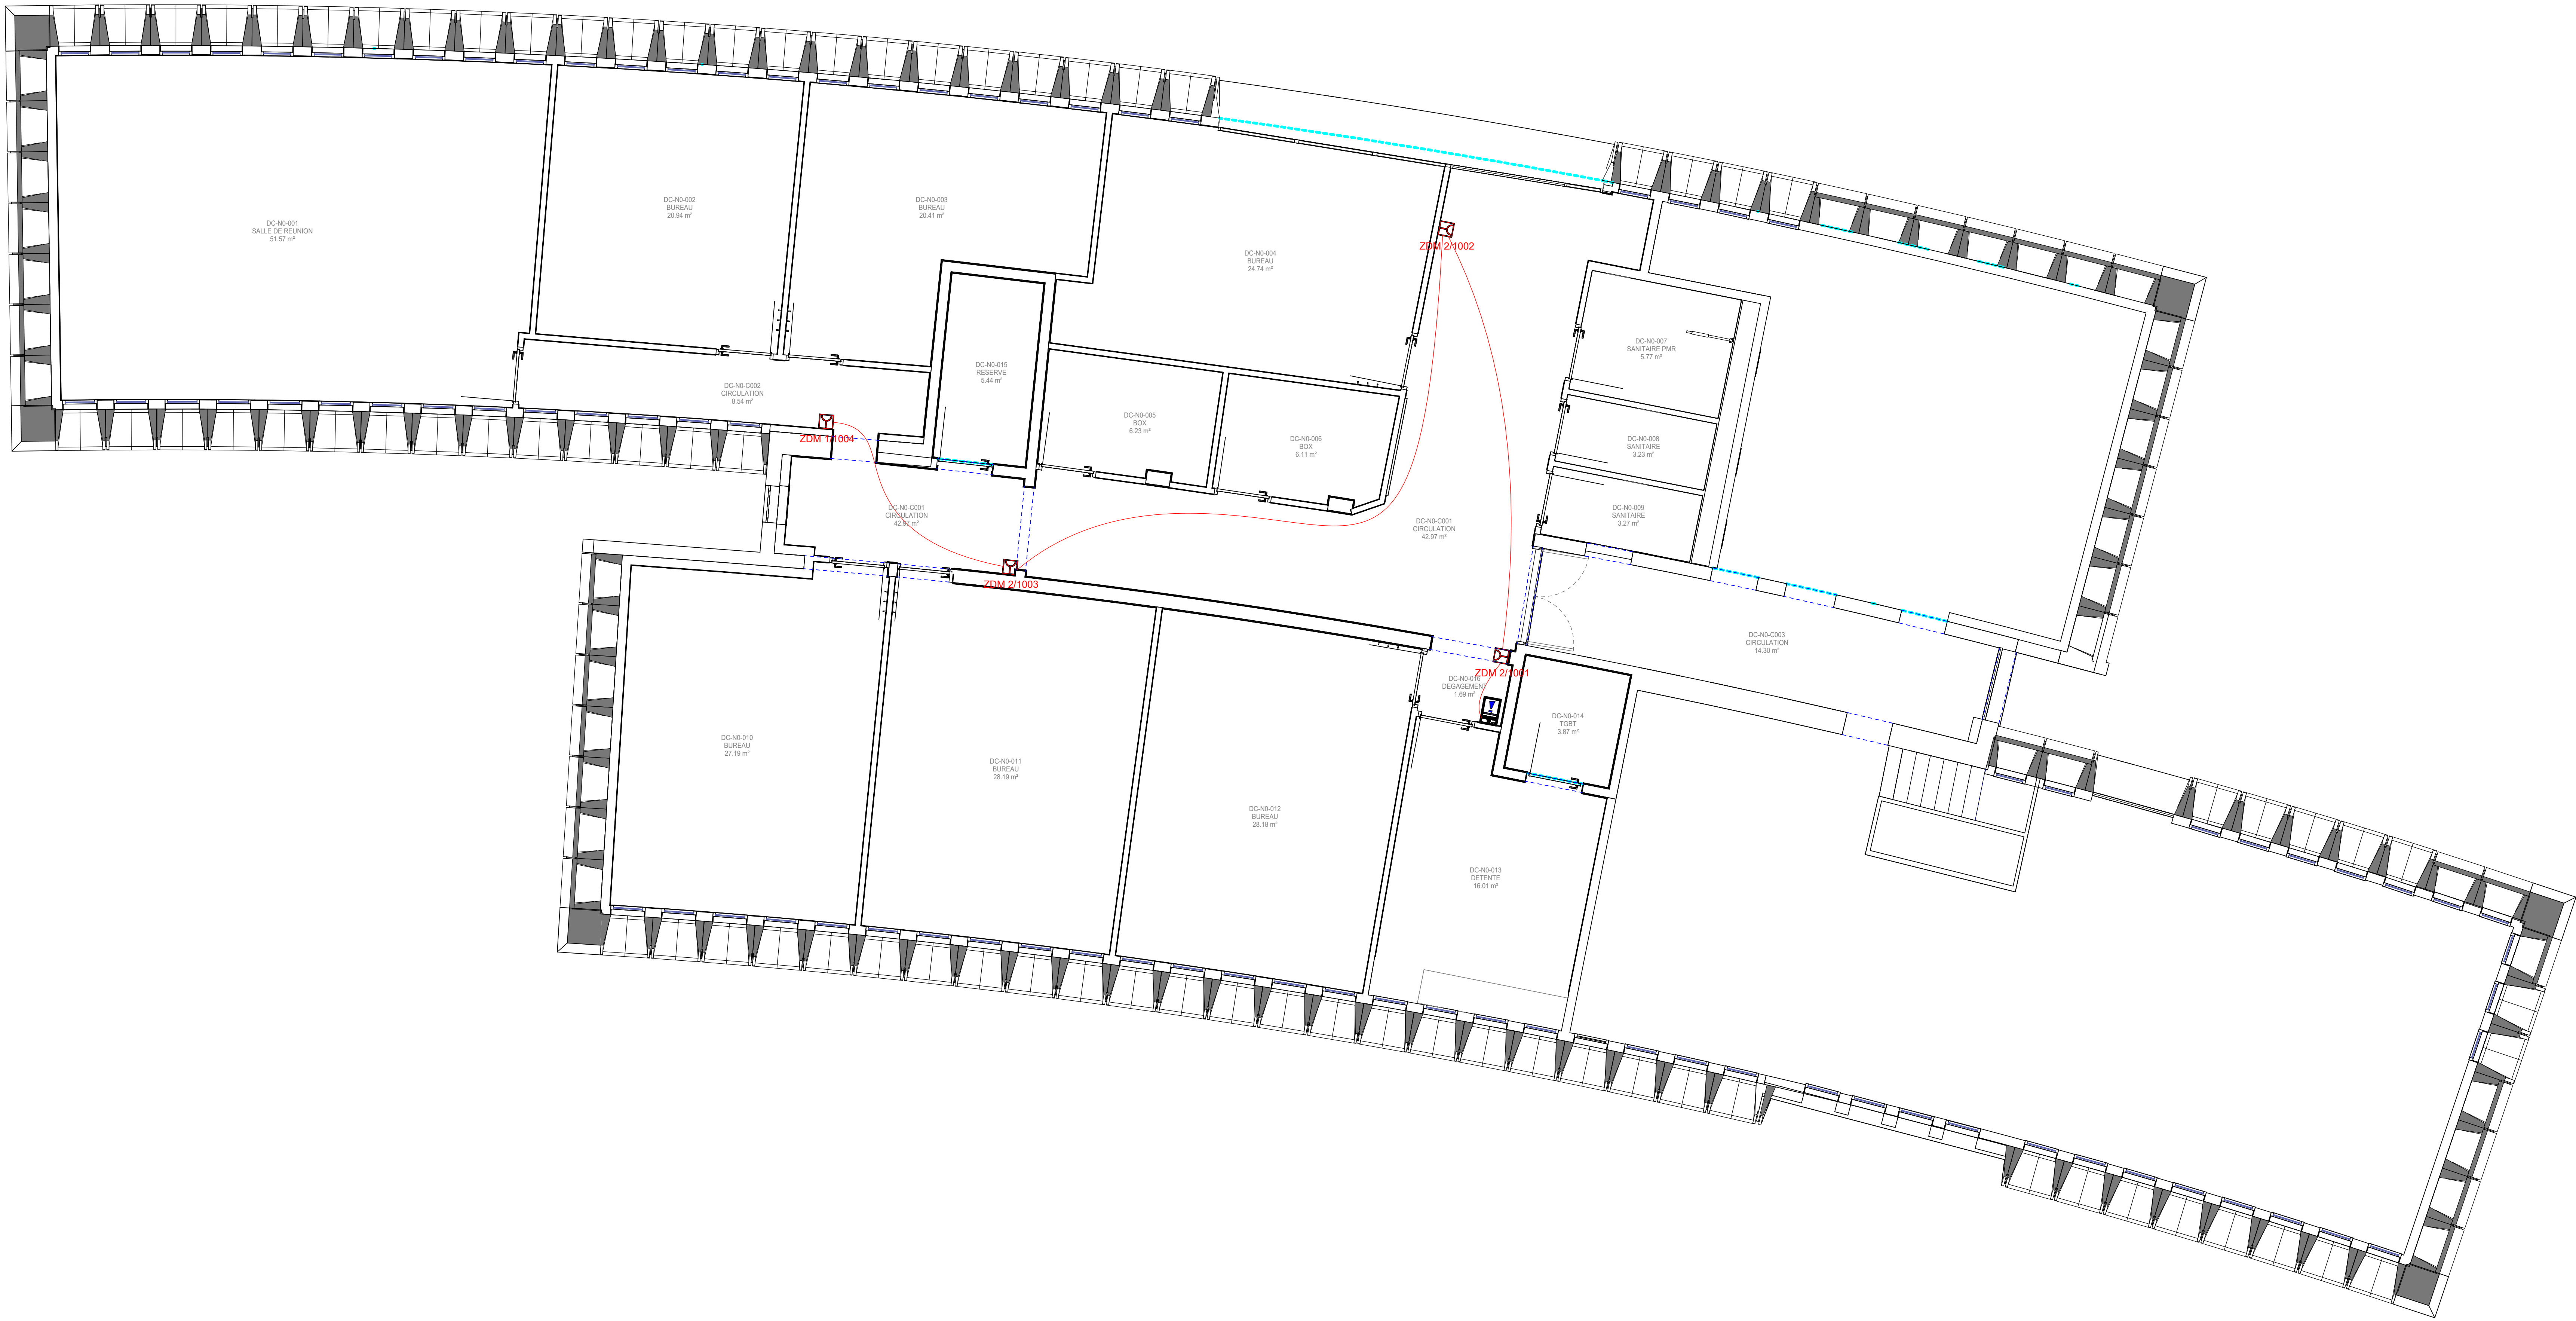 DC-N0-001
SALLE DE REUNION
51.57 m²
DC-N0-002
BUREAU
20.94 m²
DC-N0-003
BUREAU
20.41 m²
DC-N0-004
BUREAU
24.74 m²
ZDM 2/1002
DC-N0-007
SANITAIRE PMR
5.77 m²
DC-N0-015
RESERVE
5.44 m²
DC-N0-C002
CIRCULATION
8.54 m²
ZDM 1/1004
DC-N0-005
BOX
6.23 m²
DC-N0-006
BOX
6.11 m²
DC-N0-008
SANITAIRE
3.23 m²
DC-N0-C001
CIRCULATION
42.97 m²
DC-N0-C001
CIRCULATION
42.97 m²
DC-N0-009
SANITAIRE
3.27 m²
ZDM 2/1003
DC-N0-C003
CIRCULATION
14.30 m²
ZDM 2/1001
DC-N0-016
DEGAGEMENT
1.69 m²
DC-N0-014
TGBT
3.87 m²
DC-N0-010
BUREAU
27.19 m²
DC-N0-011
BUREAU
28.19 m²
DC-N0-012
BUREAU
28.18 m²
DC-N0-013
DETENTE
18.01 m²